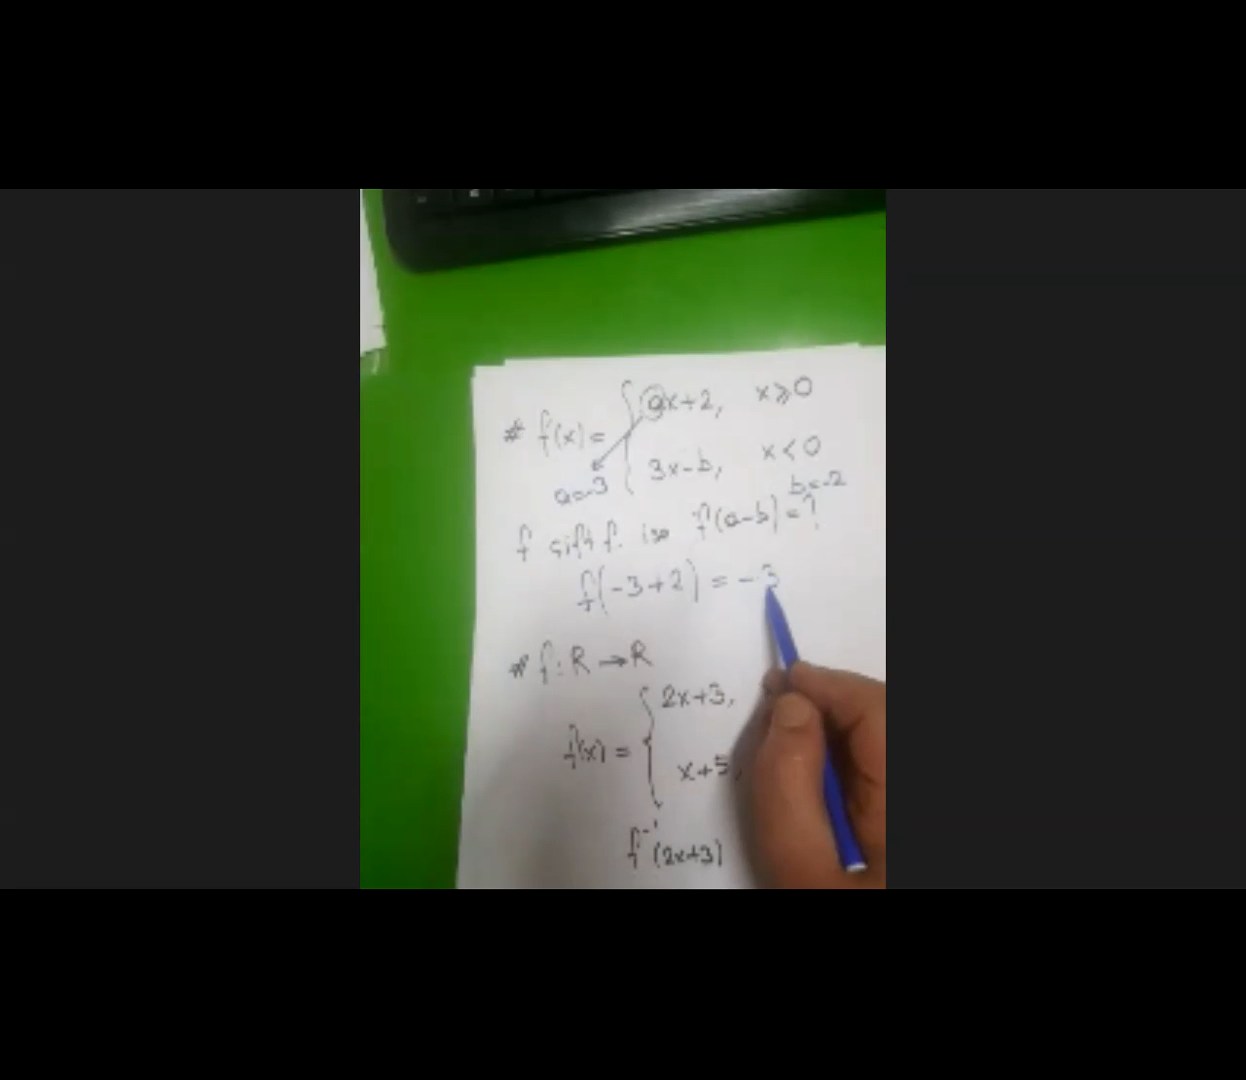 # f(x) = { ax+2, x⩾0
3x-b, x<0
a=-3
b=-2
f çift f. ise f(a-b)=?
f(-3+2) = -3
# f: R → R
f(x) = { 2x+3,
x+5,
f⁻¹(2x+3)